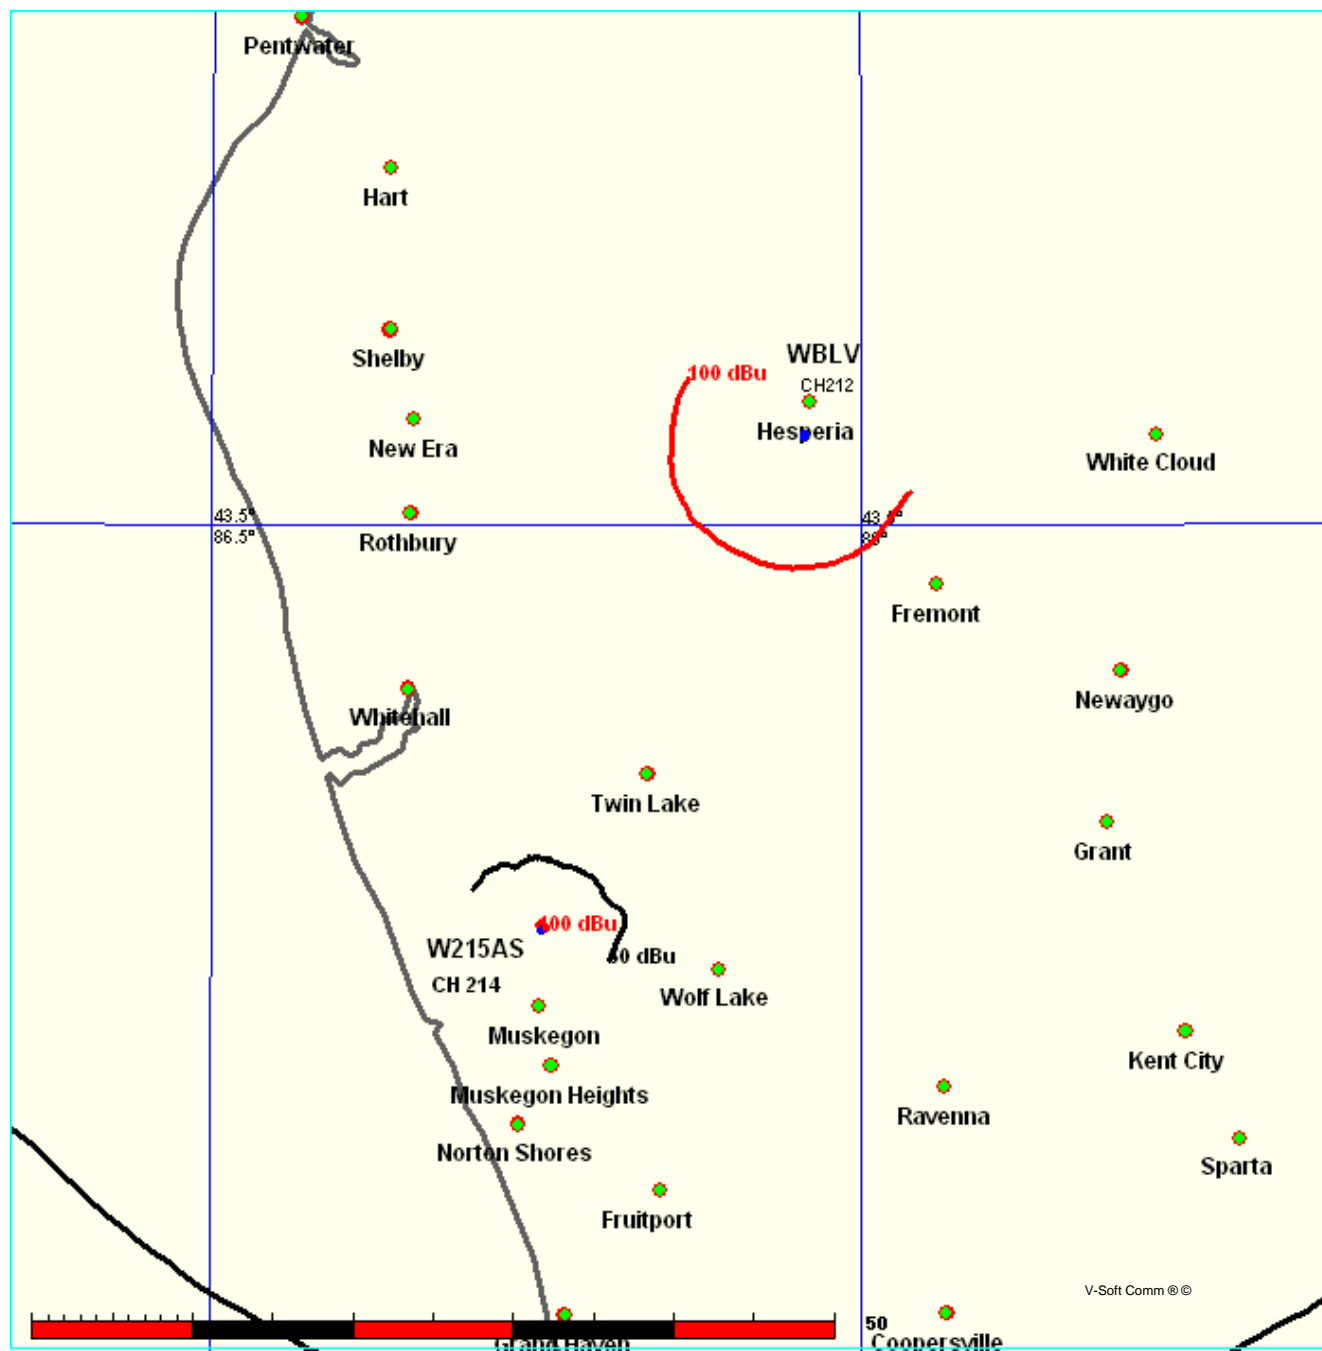 Pentwater
Hart
Shelby
WBLV
100 dBu
CH212
New Era
Hesperia
White Cloud
43.5°
86.5°
Rothbury
Fremont
Newaygo
Whitehall
Twin Lake
Grant
100 dBu
W215AS
CH 214
60 dBu
Wolf Lake
Muskegon
Kent City
Muskegon Heights
Ravenna
Norton Shores
Sparta
Fruitport
V-Soft Comm ® ©
50
Grand Haven
Coopersville